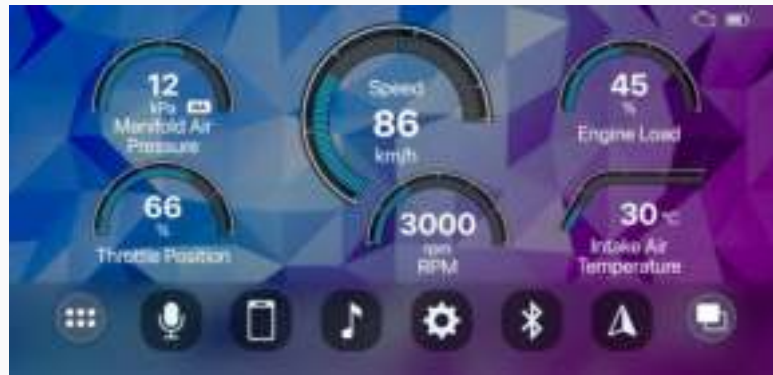 12
kPa
Manifold Air
Pressure
Speed
86
km/h
45
%
Engine Load
66
%
Throttle Position
3000
rpm
RPM
30 °C
Intake Air
Temperature